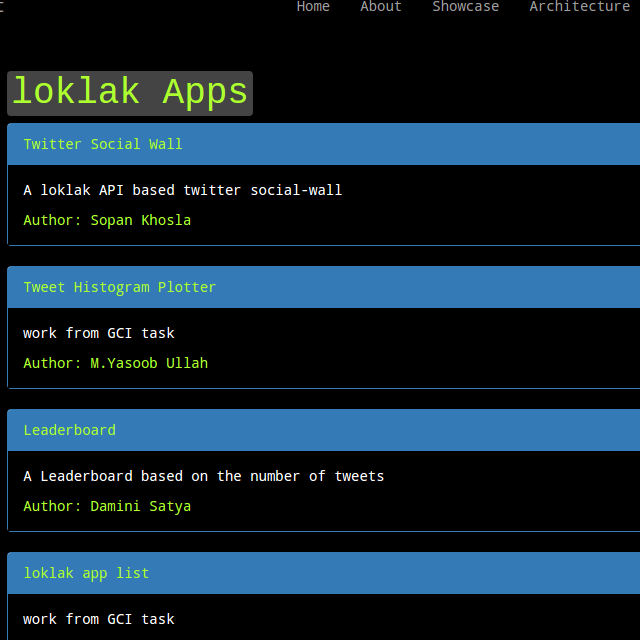 Home About Showcase Architecture
loklak Apps
Twitter Social Wall
A loklak API based twitter social-wall
Author: Sopan Khosla
Tweet Histogram Plotter
work from GCI task
Author: M.Yasoob Ullah
Leaderboard
A Leaderboard based on the number of tweets
Author: Damini Satya
loklak app list
work from GCI task